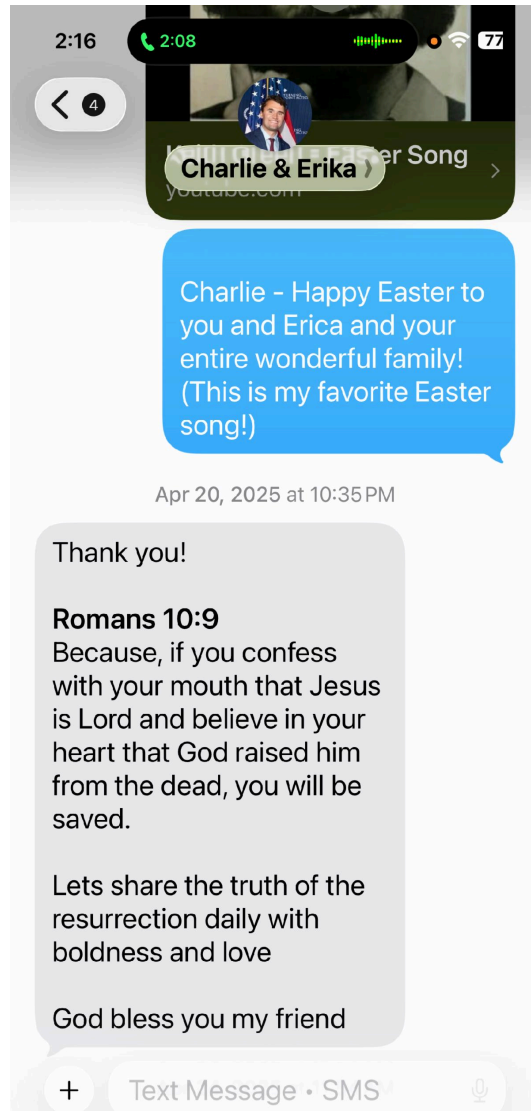 2:16
2:08
77
4
Easter Song
Charlie & Erika
youtube.com
Charlie - Happy Easter to
you and Erica and your
entire wonderful family!
(This is my favorite Easter
song!)
Apr 20, 2025 at 10:35 PM
Thank you!
Romans 10:9
Because, if you confess
with your mouth that Jesus
is Lord and believe in your
heart that God raised him
from the dead, you will be
saved.
Lets share the truth of the
resurrection daily with
boldness and love
God bless you my friend
Text Message • SMS